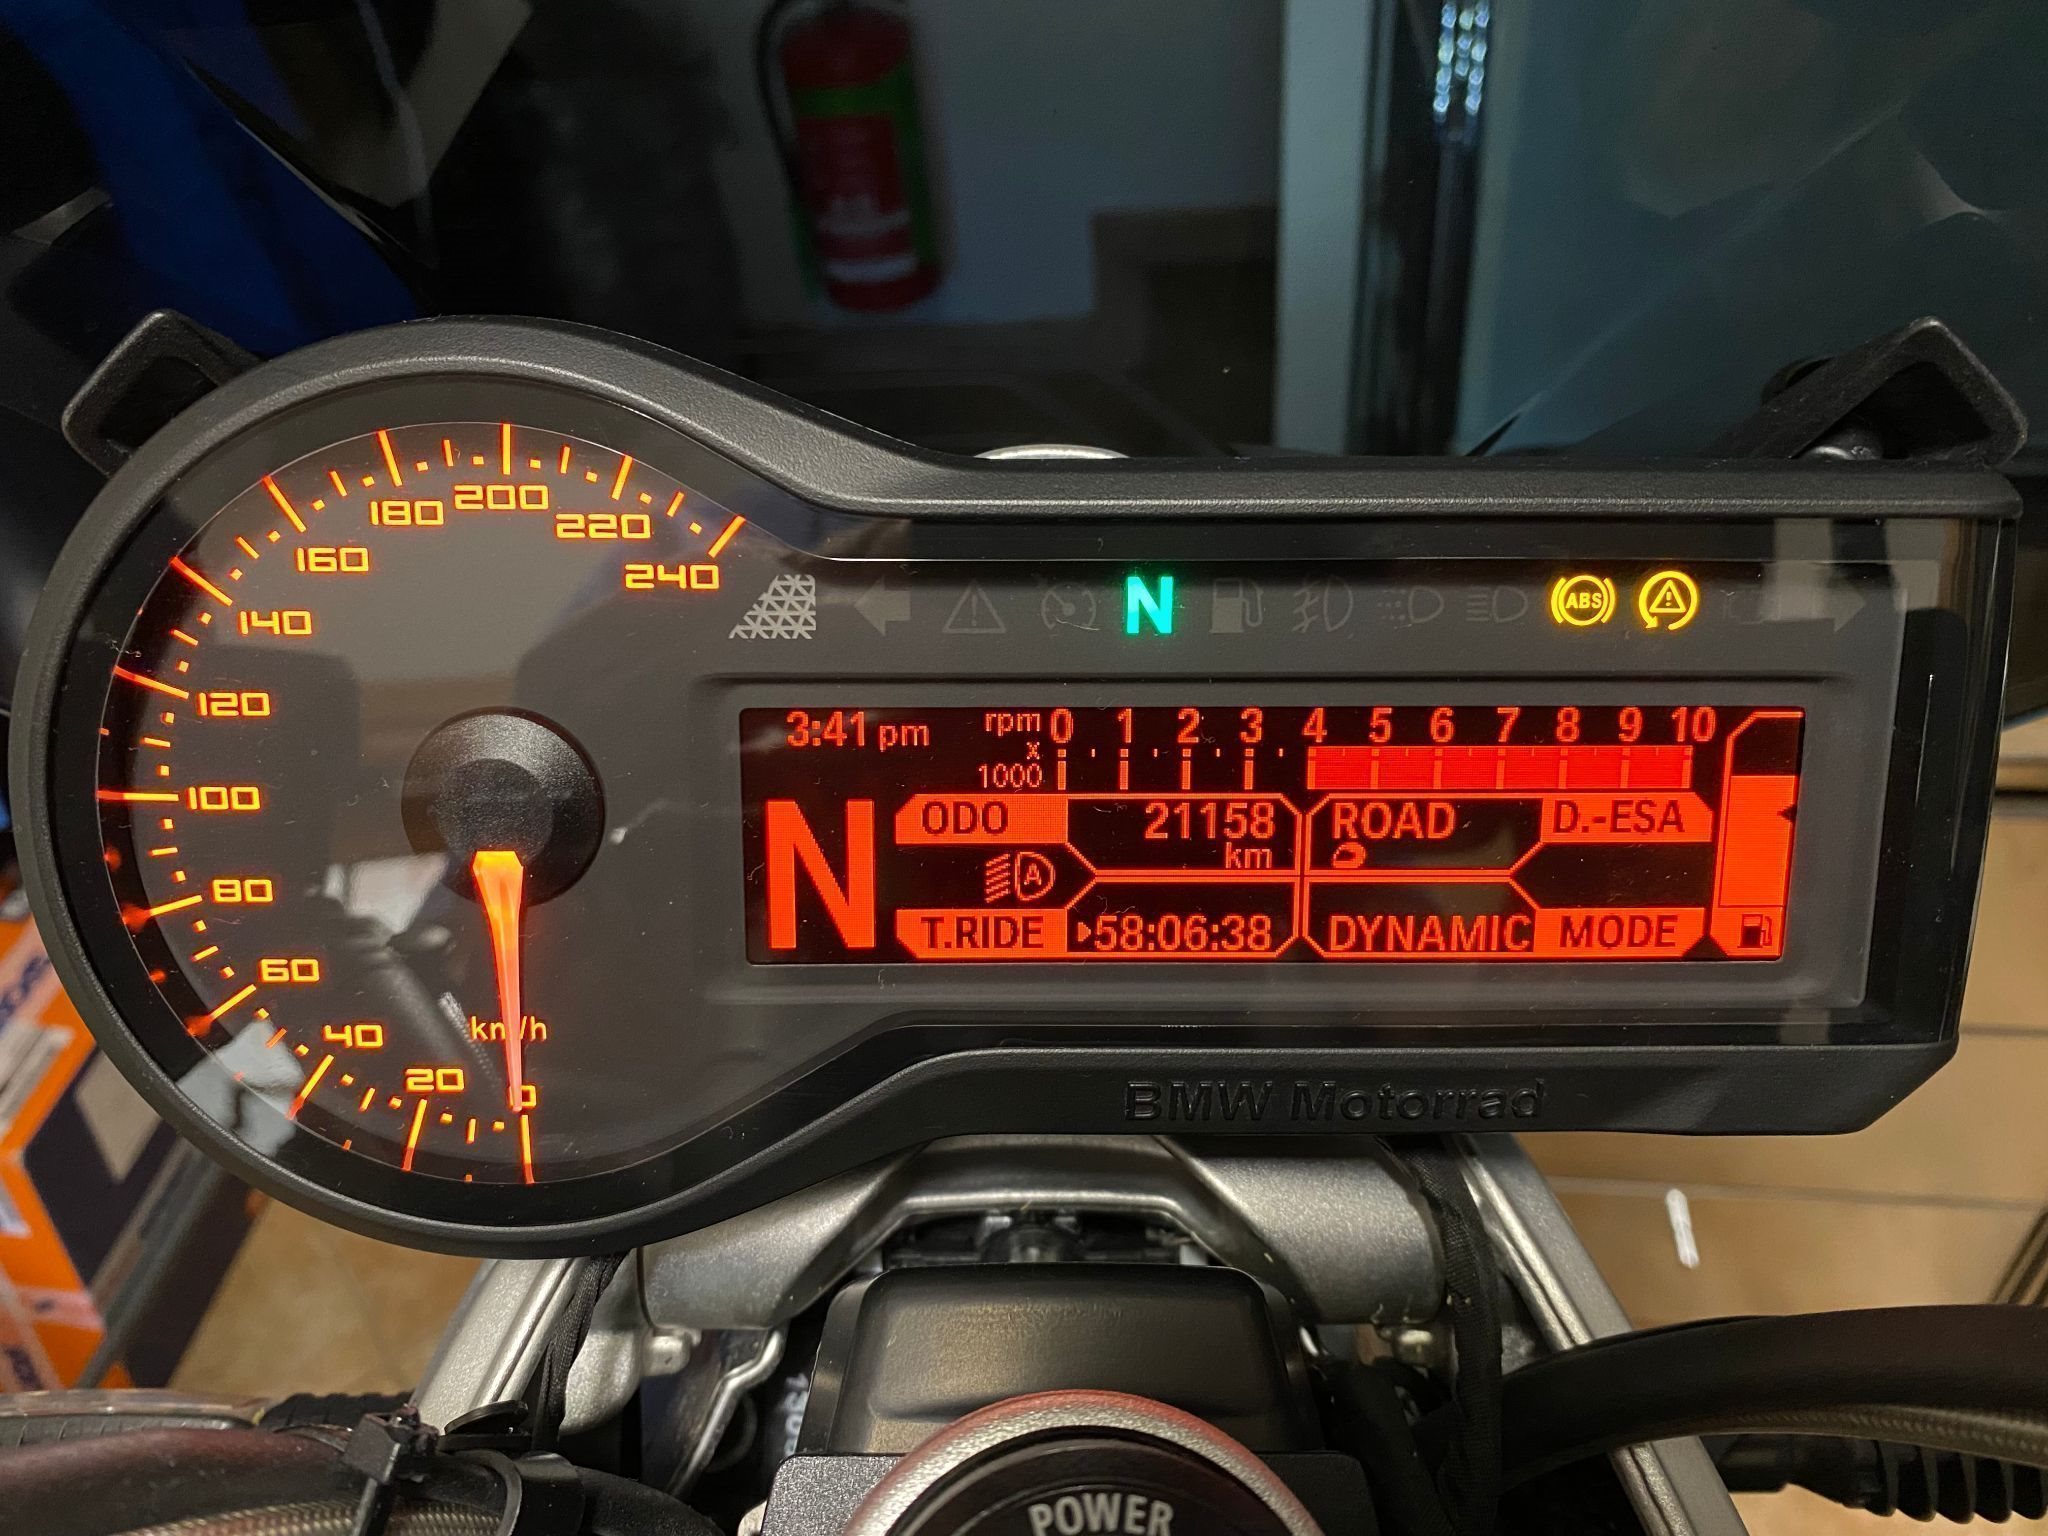 200
180
220
160
240
140
120
100
80
60
40
20
0
km/h
N
ABS
3:41 pm
rpm 0 1 2 3 4 5 6 7 8 9 10
x
1000
N
ODO 21158 ROAD D.-ESA
km
A
T.RIDE 58:06:38 DYNAMIC MODE
BMW Motorrad
POWER